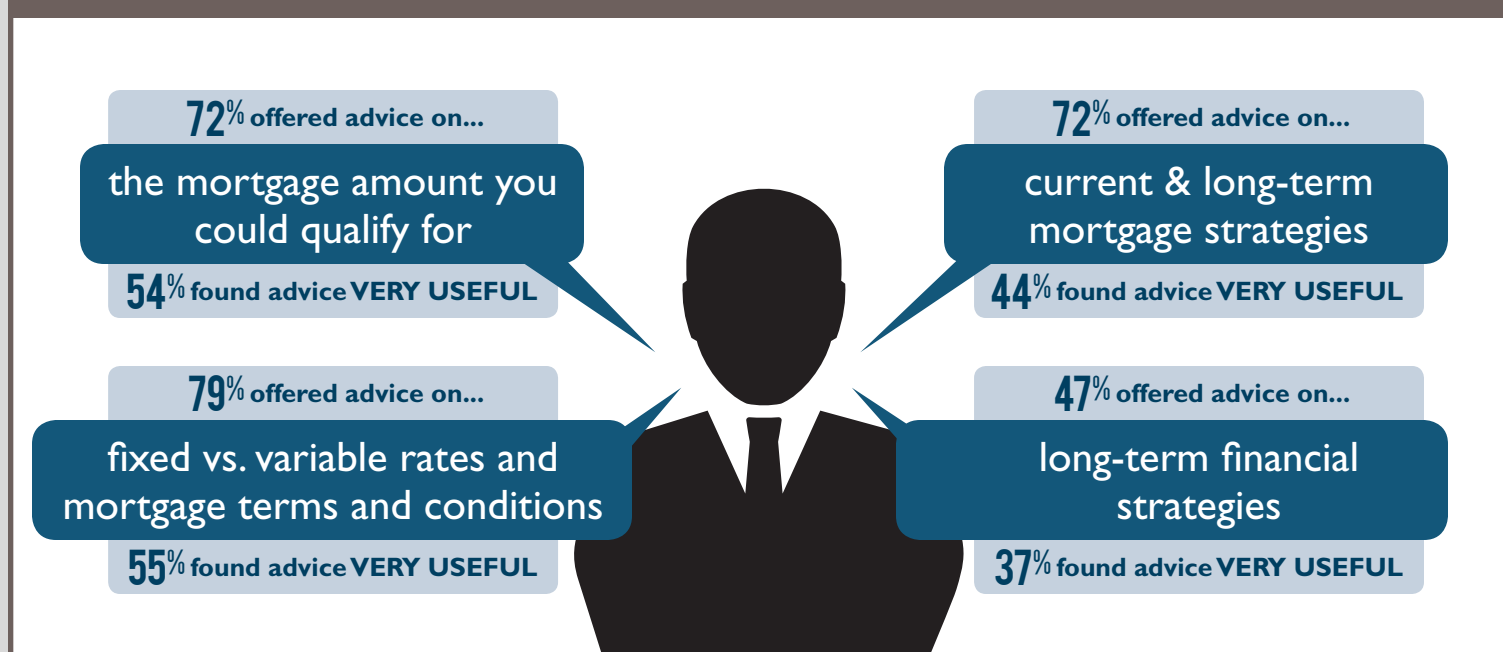 72% offered advice on...
the mortgage amount you
could qualify for
54% found advice VERY USEFUL
72% offered advice on...
current & long-term
mortgage strategies
44% found advice VERY USEFUL
79% offered advice on...
fixed vs. variable rates and
mortgage terms and conditions
55% found advice VERY USEFUL
47% offered advice on...
long-term financial
strategies
37% found advice VERY USEFUL